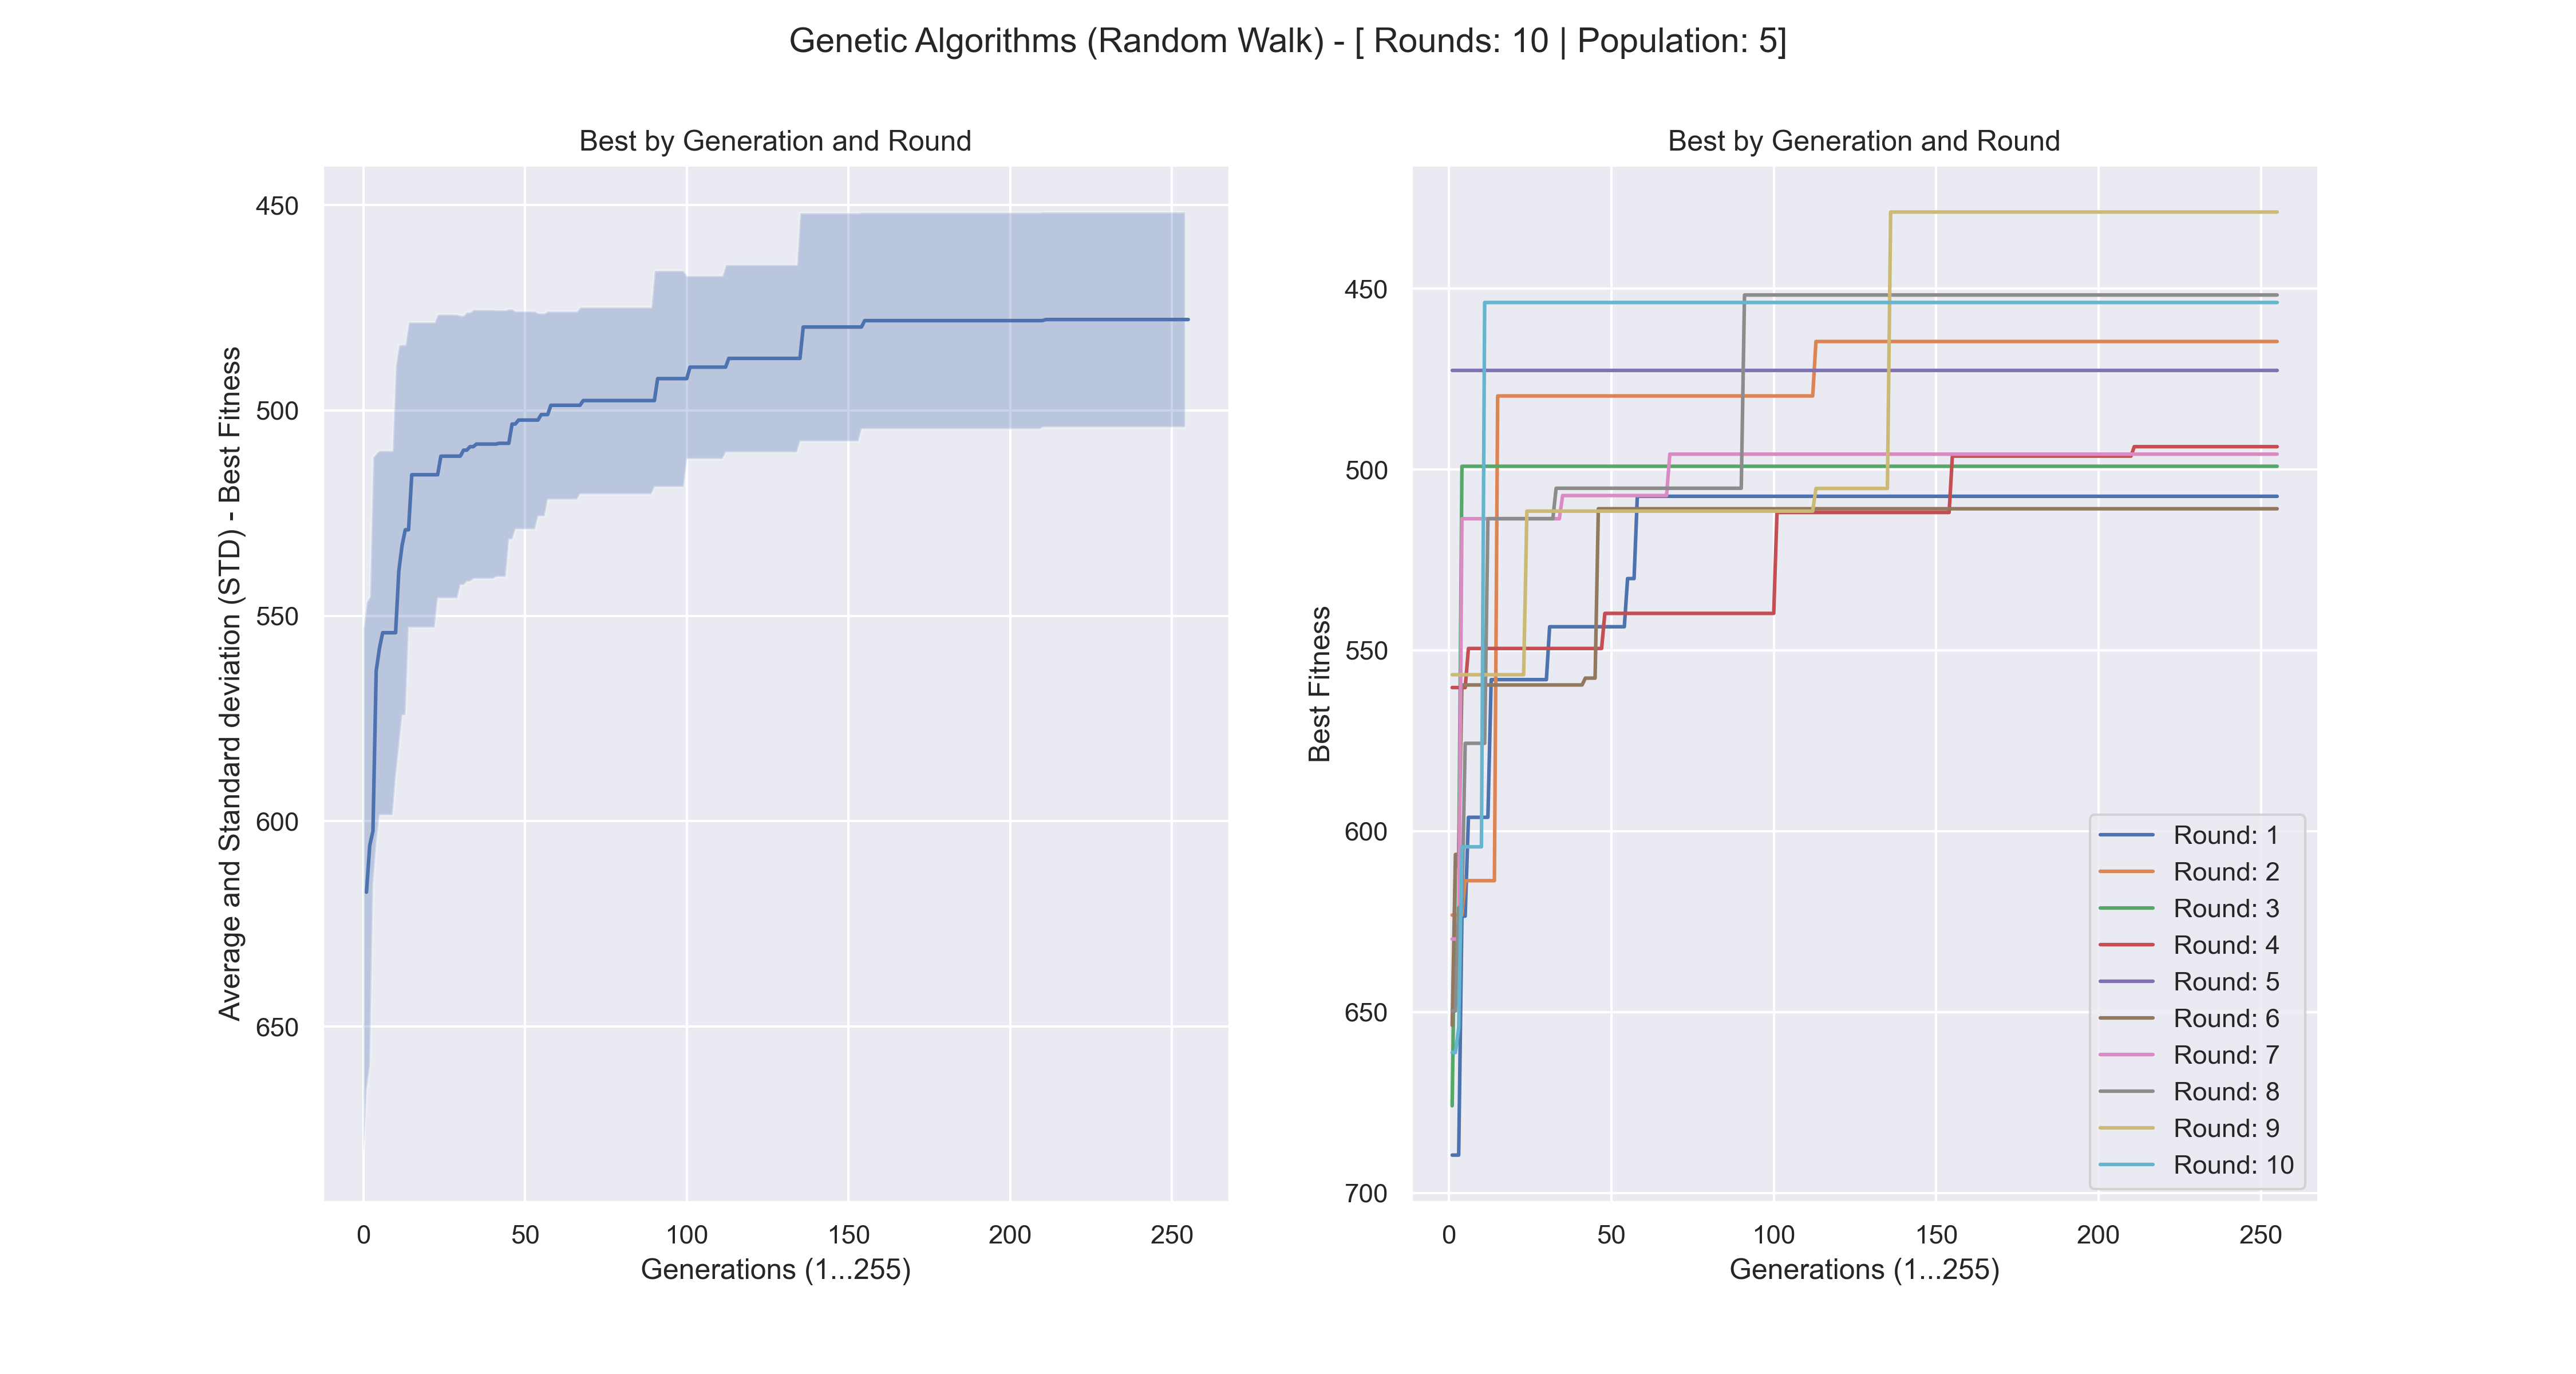 Genetic Algorithms (Random Walk) - [ Rounds: 10 | Population: 5]
Best by Generation and Round
Average and Standard deviation (STD) - Best Fitness
450
500
550
600
650
0 50 100 150 200 250
Generations (1...255)
Best by Generation and Round
Best Fitness
450
500
550
600
650
700
0 50 100 150 200 250
Generations (1...255)
Round: 1
Round: 2
Round: 3
Round: 4
Round: 5
Round: 6
Round: 7
Round: 8
Round: 9
Round: 10